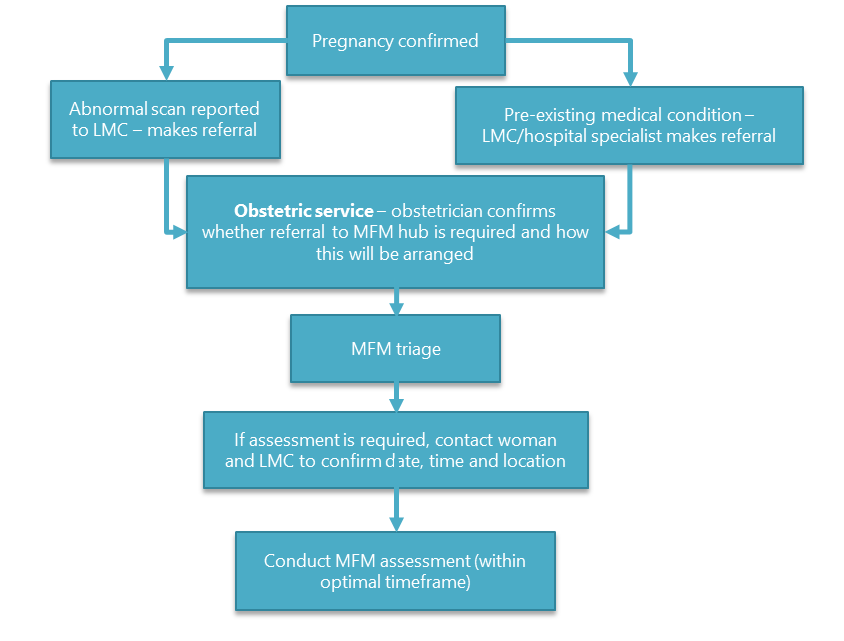 Pregnancy confirmed
Abnormal scan reported
to LMC – makes referral
Pre-existing medical condition –
LMC/hospital specialist makes referral
Obstetric service – obstetrician confirms
whether referral to MFM hub is required and how
this will be arranged
MFM triage
If assessment is required, contact woman
and LMC to confirm date, time and location
Conduct MFM assessment (within
optimal timeframe)